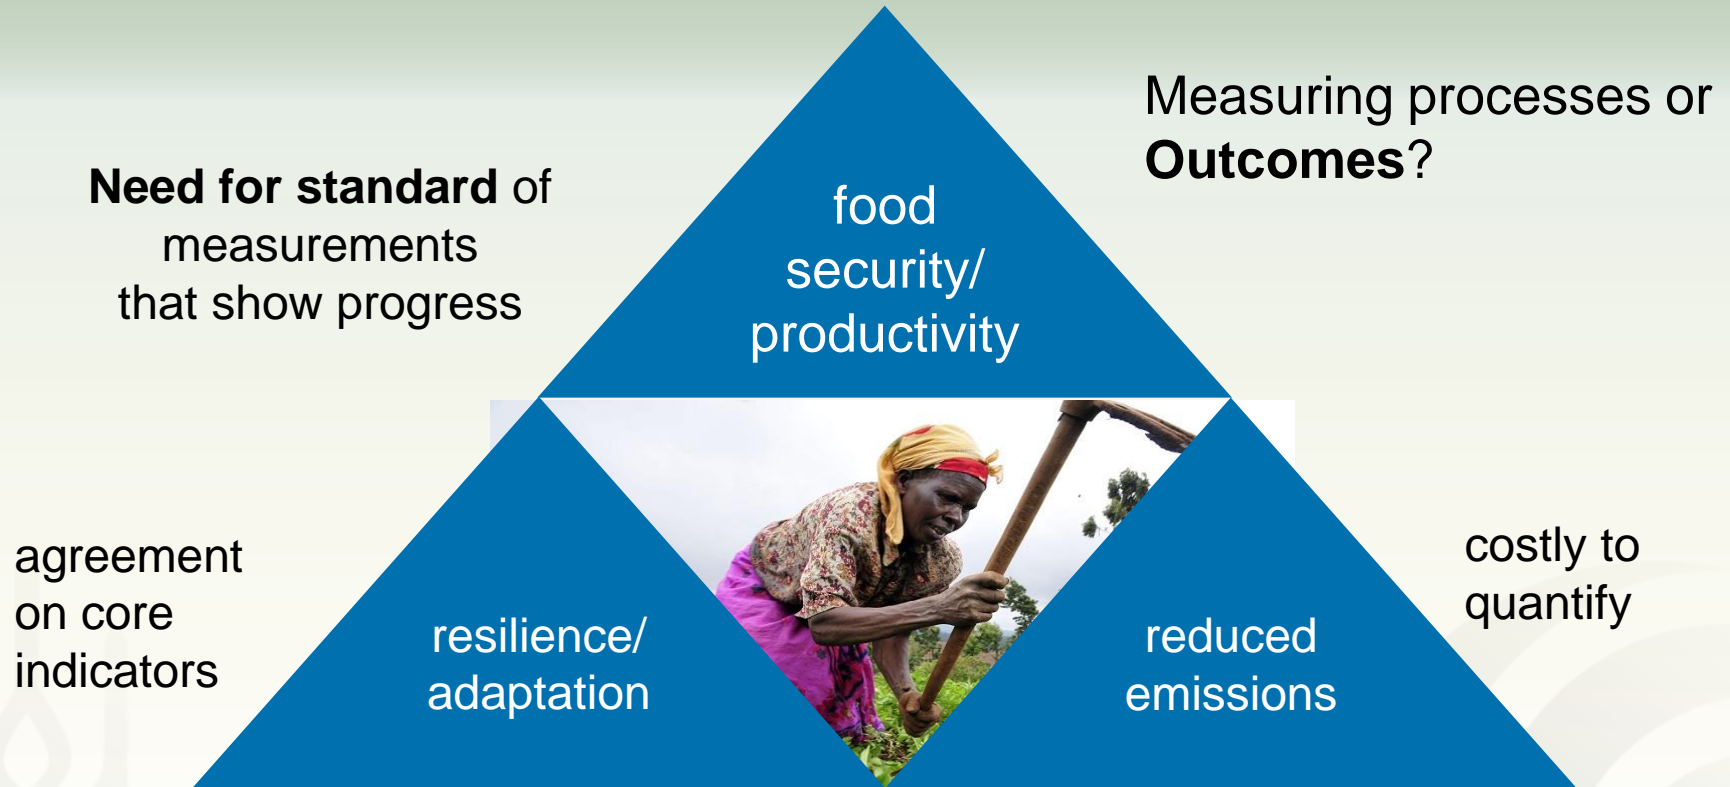 Measuring processes or
Outcomes?
Need for standard of
measurements
that show progress
food
security/
productivity
agreement
on core
indicators
resilience/
adaptation
reduced
emissions
costly to
quantify